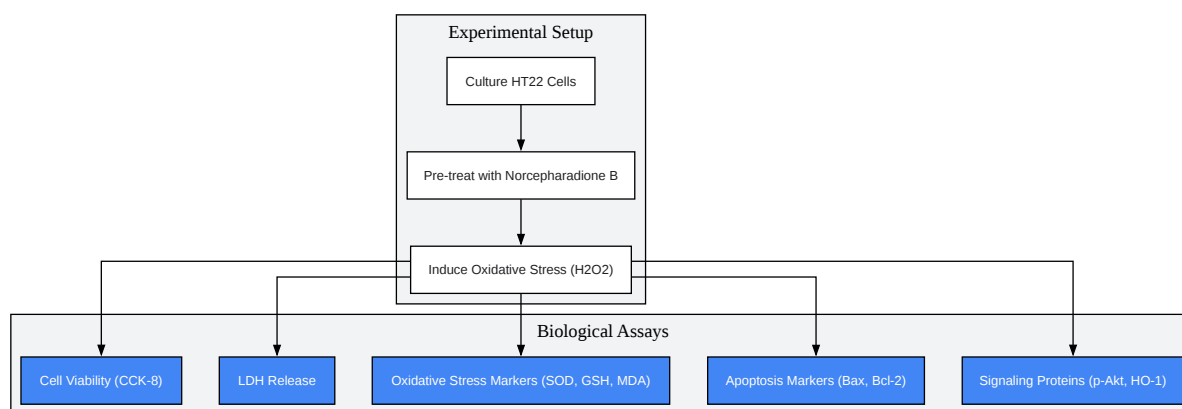 Experimental Setup
Culture HT22 Cells
Pre-treat with Norcepharadione B
Induce Oxidative Stress (H2O2)
Biological Assays
Cell Viability (CCK-8)
LDH Release
Oxidative Stress Markers (SOD, GSH, MDA)
Apoptosis Markers (Bax, Bcl-2)
Signaling Proteins (p-Akt, HO-1)